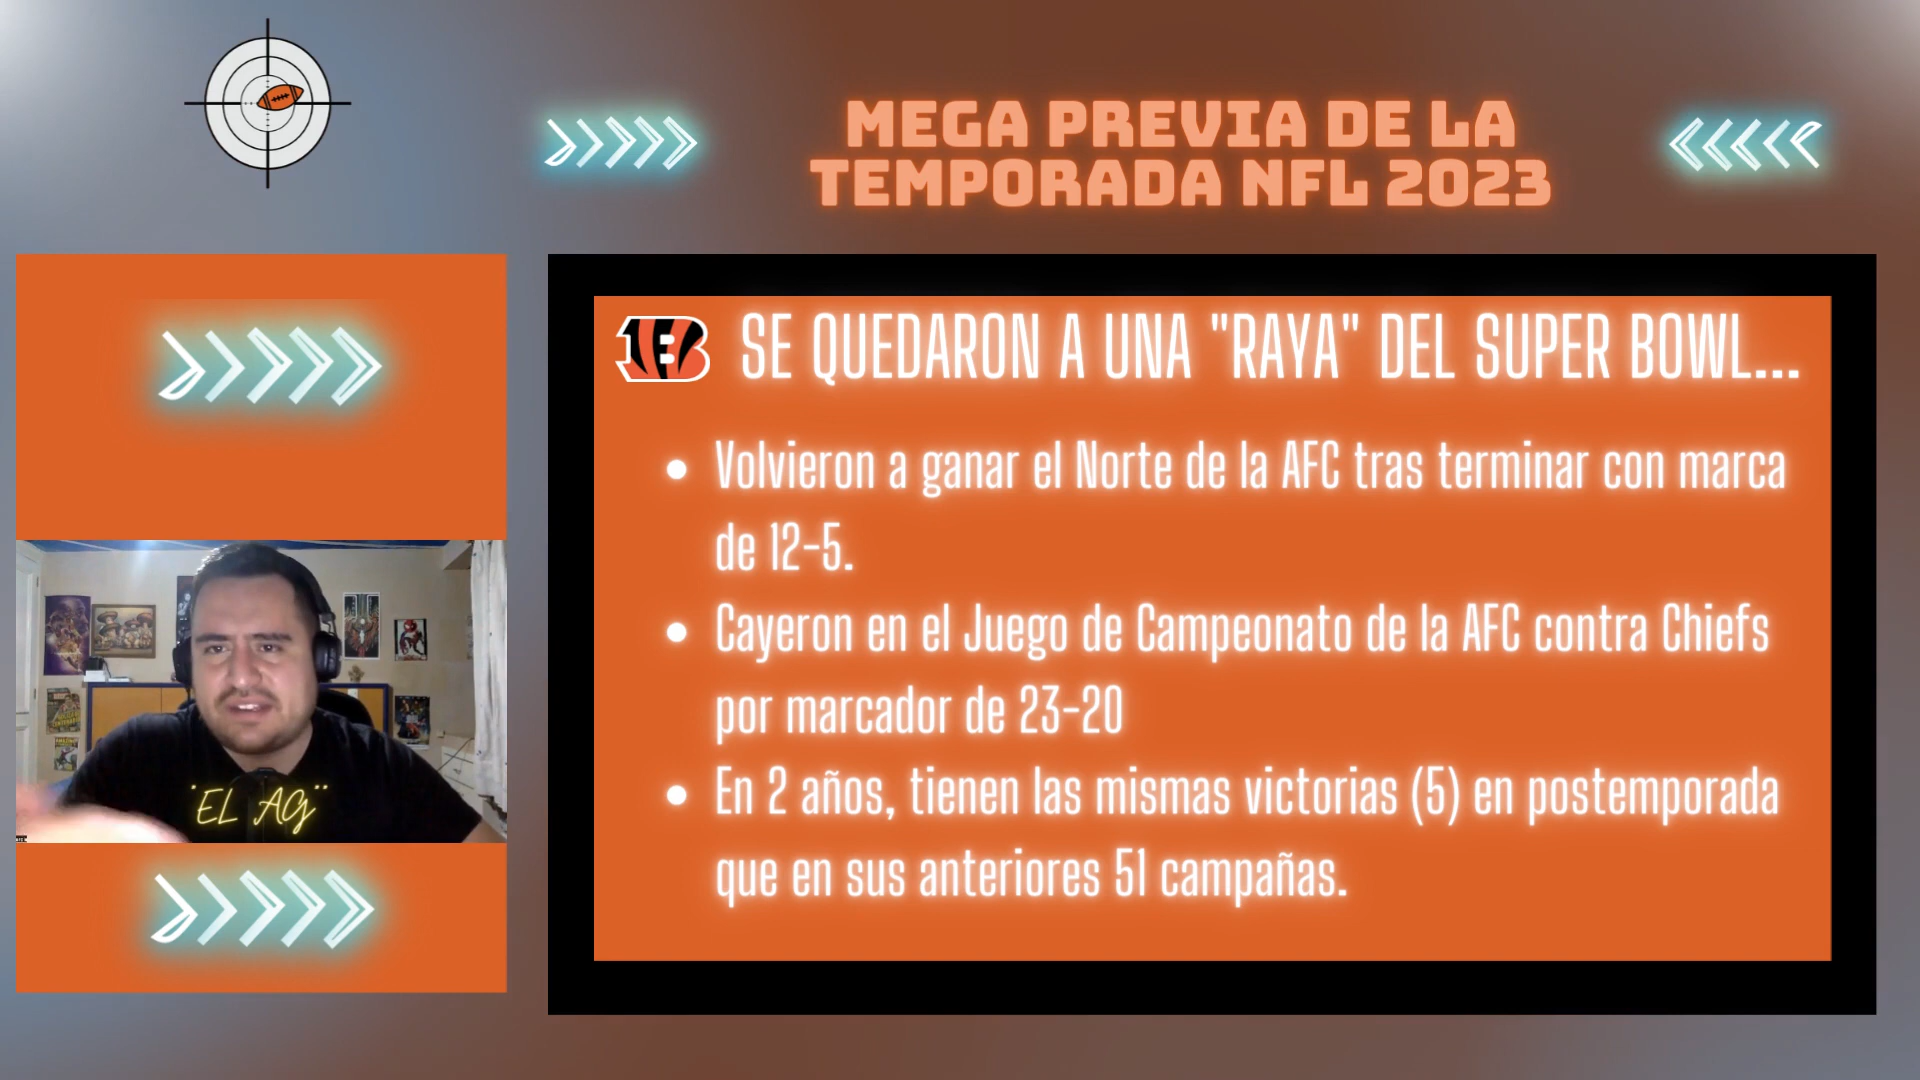 MEGA PREVIA DE LA
TEMPORADA NFL 2023
B SE QUEDARON A UNA "RAYA" DEL SUPER BOWL...
• Volvieron a ganar el Norte de la AFC tras terminar con marca
de 12-5.
• Cayeron en el Juego de Campeonato de la AFC contra Chiefs
por marcador de 23-20
• En 2 años, tienen las mismas victorias (5) en postemporada
que en sus anteriores 51 campañas.
¨EL AG¨